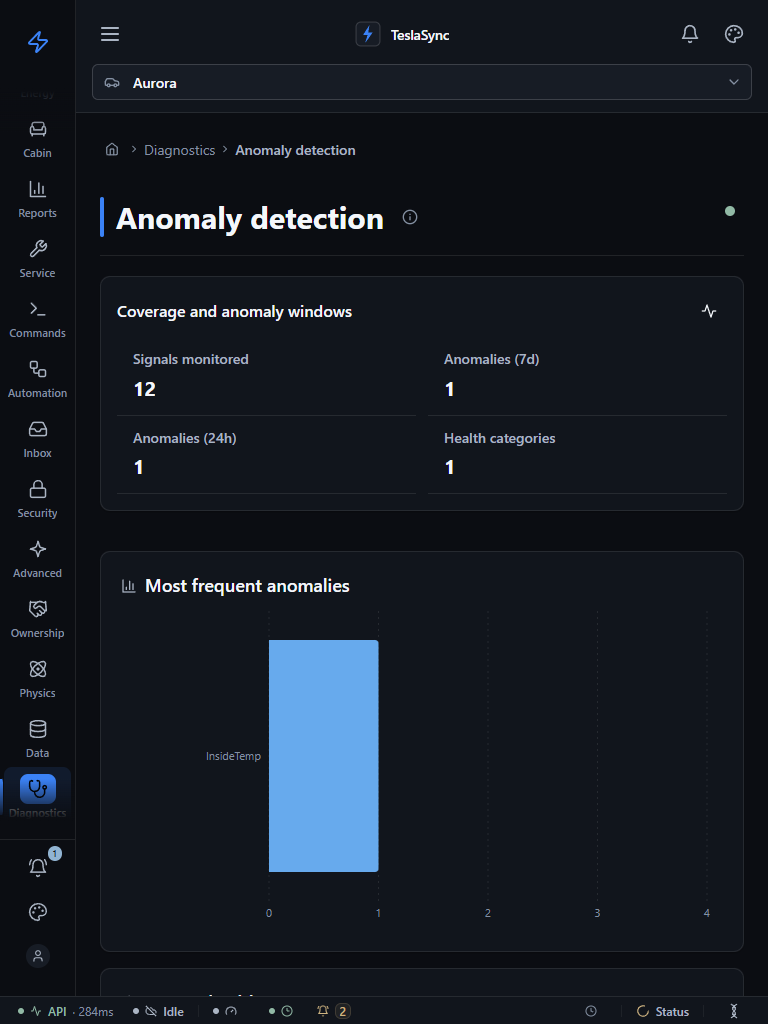 TeslaSync
Aurora
Energy
Cabin
Reports
Service
Commands
Automation
Inbox
Security
Advanced
Ownership
Physics
Data
Diagnostics
1
Diagnostics
Anomaly detection
Anomaly detection
Coverage and anomaly windows
Signals monitored
12
Anomalies (7d)
1
Anomalies (24h)
1
Health categories
1
Most frequent anomalies
InsideTemp
0 1 2 3 4
API · 284ms
Idle
2
Status